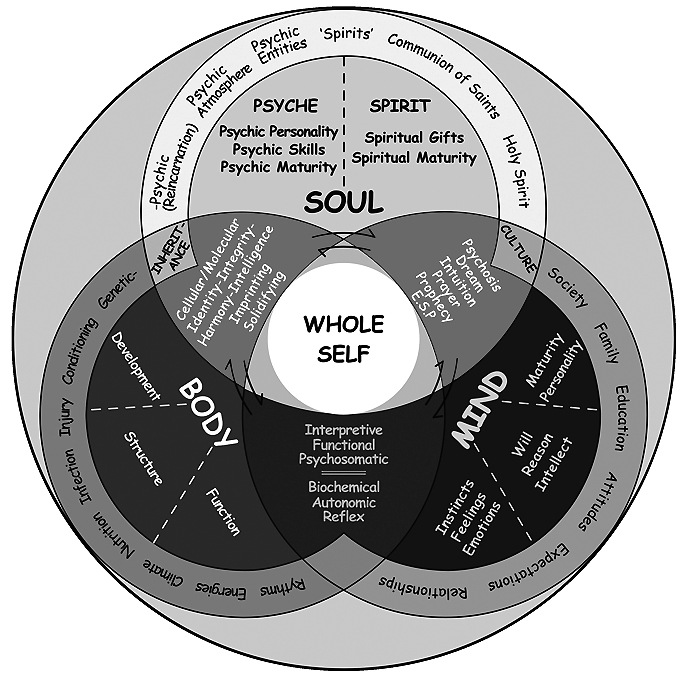 -Psychic
(Reincarnation)
Psychic
Atmosphere
Psychic
Entities
‘Spirits’
Communion of Saints
Holy Spirit
PSYCHE
Psychic Personality
Psychic Skills
Psychic Maturity
SPIRIT
Spiritual Gifts
Spiritual Maturity
SOUL
INHERIT-
ANCE
CULTURE
Cellular/Molecular
Identity-Integrity-
Harmony-Intelligence
Imprinting
Solidifying
Psychosis
Dream
Intuition
Prayer
Prophecy
E.S.P
WHOLE
SELF
Genetic-
Conditioning
Injury
Infection
Nutrition
Climate
Energies
Rythms
Development
Structure
Function
BODY
Interpretive
Functional
Psychosomatic
Biochemical
Autonomic
Reflex
MIND
Maturity
Personality
Will
Reason
Intellect
Instincts
Feelings
Emotions
Society
Family
Education
Attitudes
Expectations
Relationships